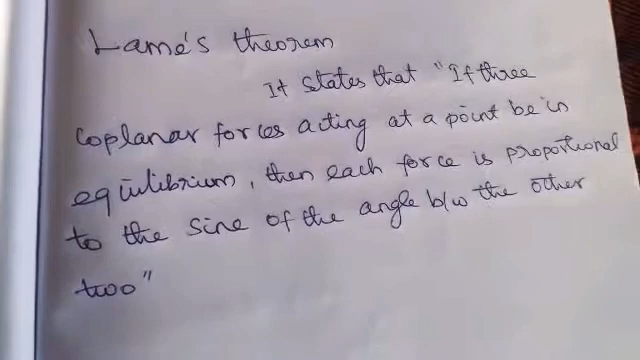 Lame's theorem
It states that "If three
coplanar forces acting at a point be in
equilibrium, then each force is proportional
to the sine of the angle b/w the other
two"